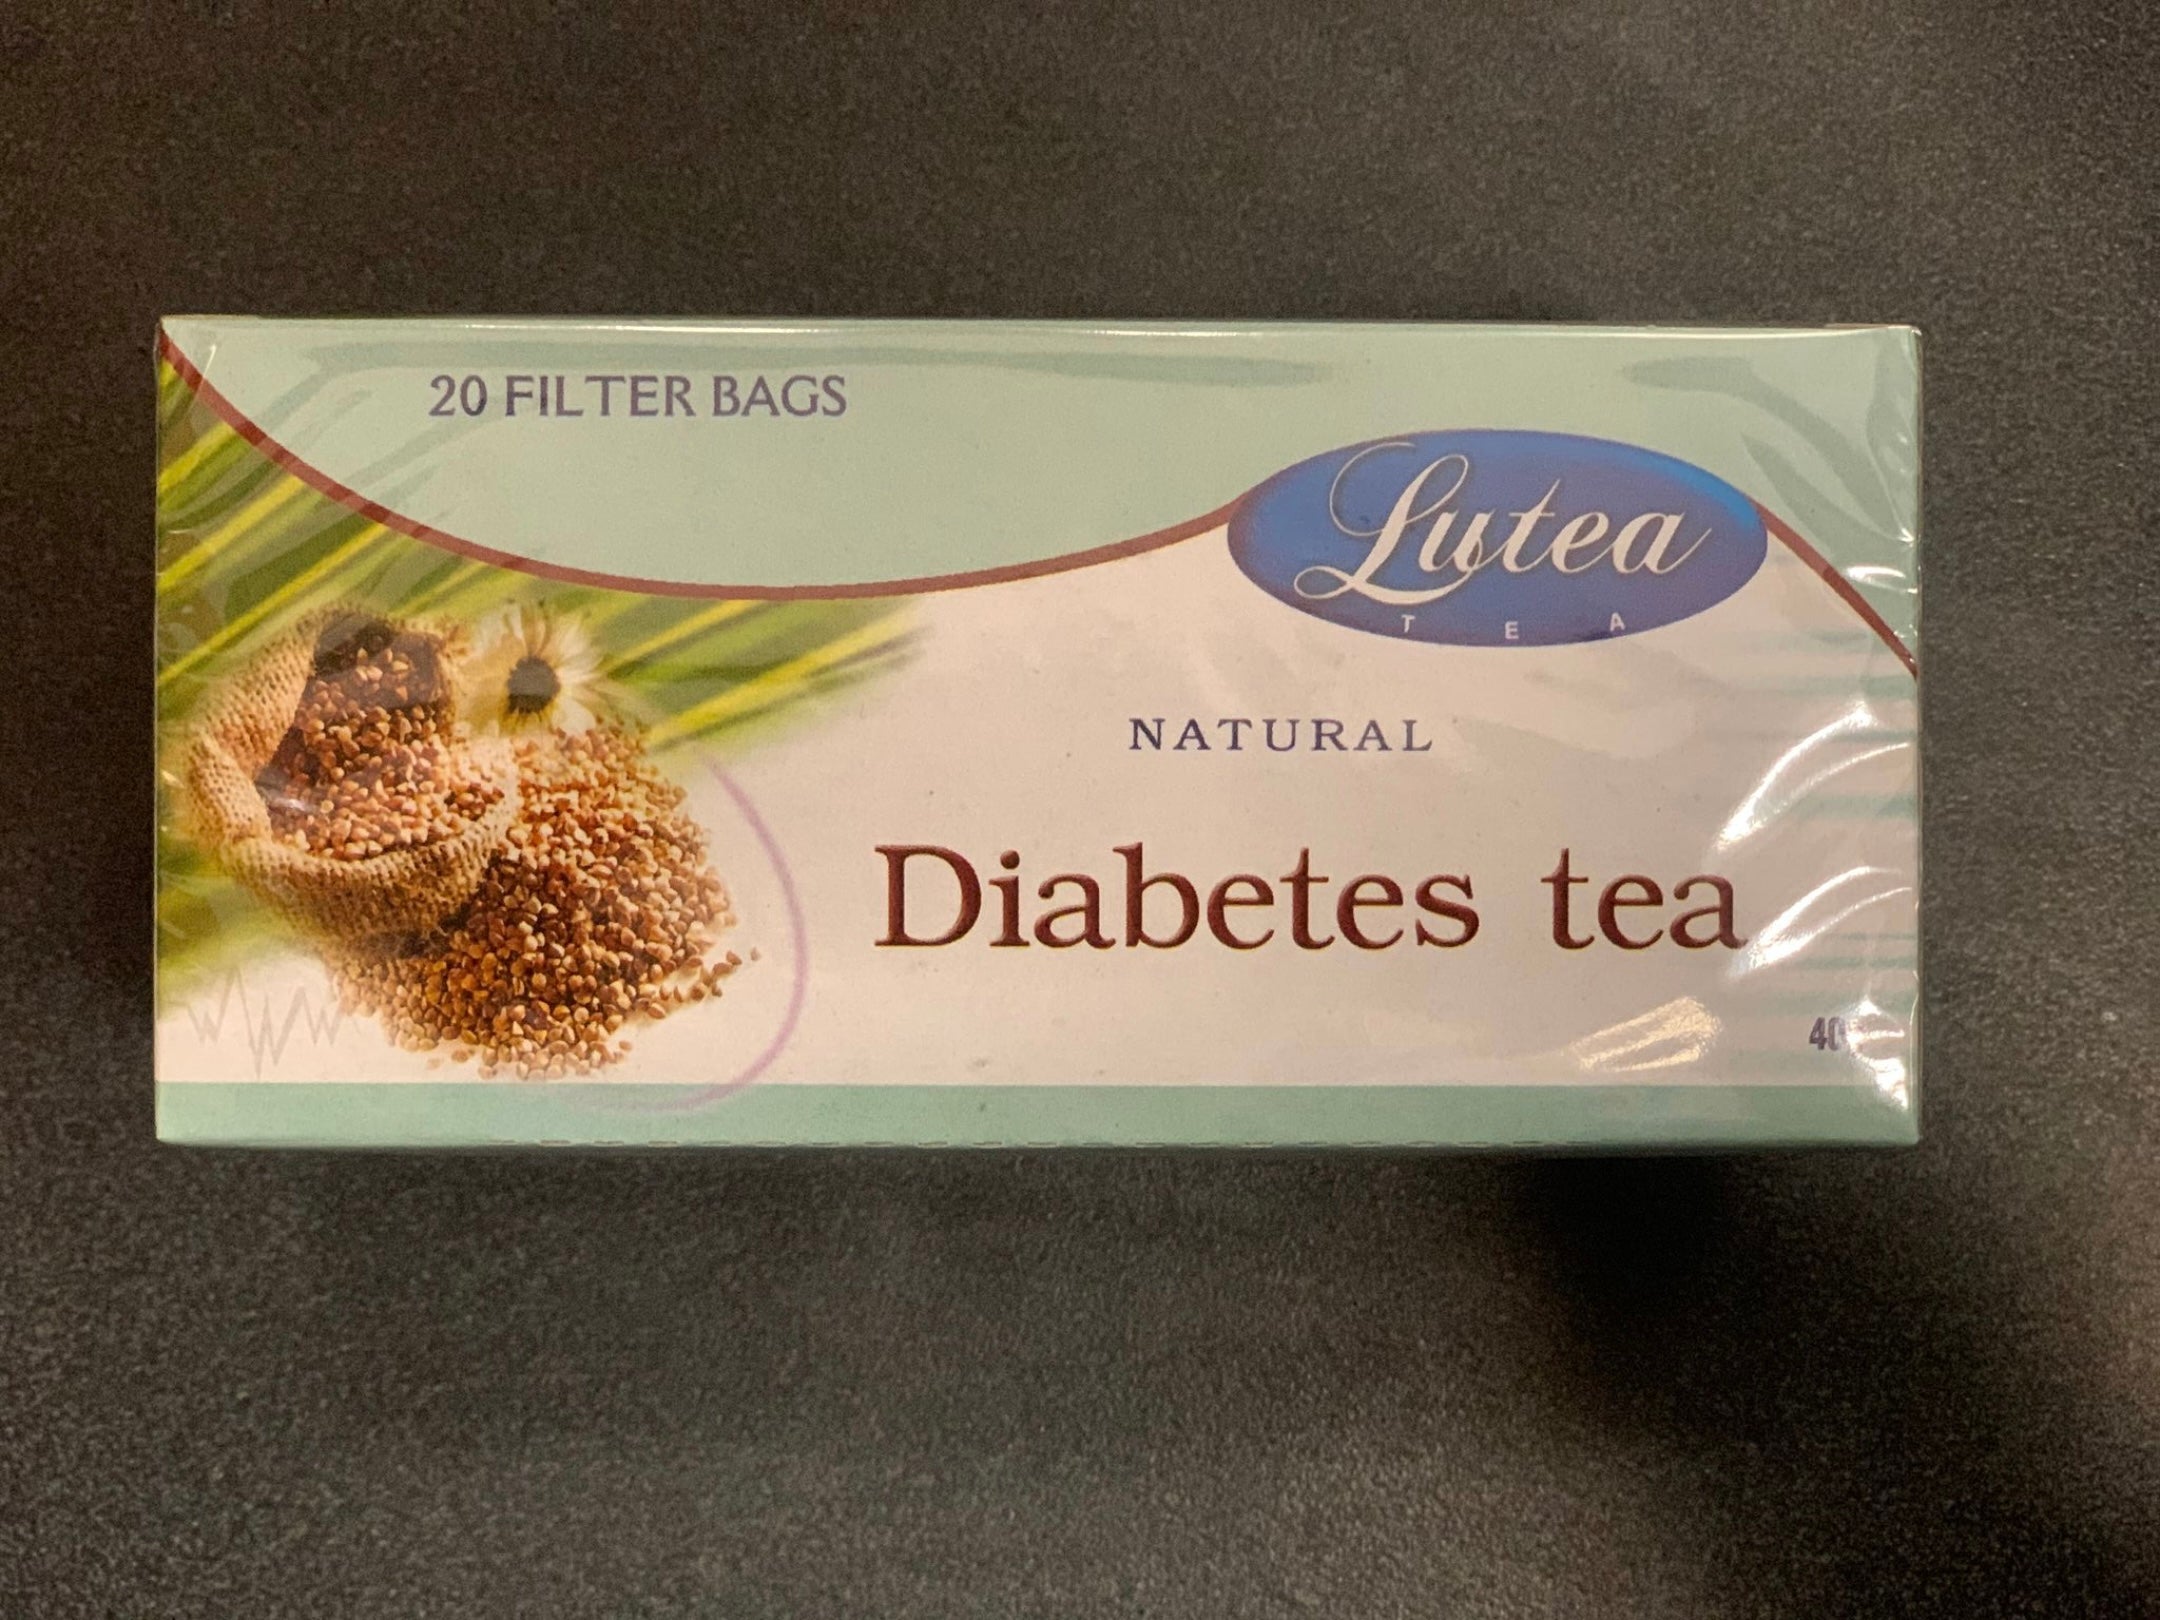 20 FILTER BAGS
Lutea
TEA
NATURAL
Diabetes tea